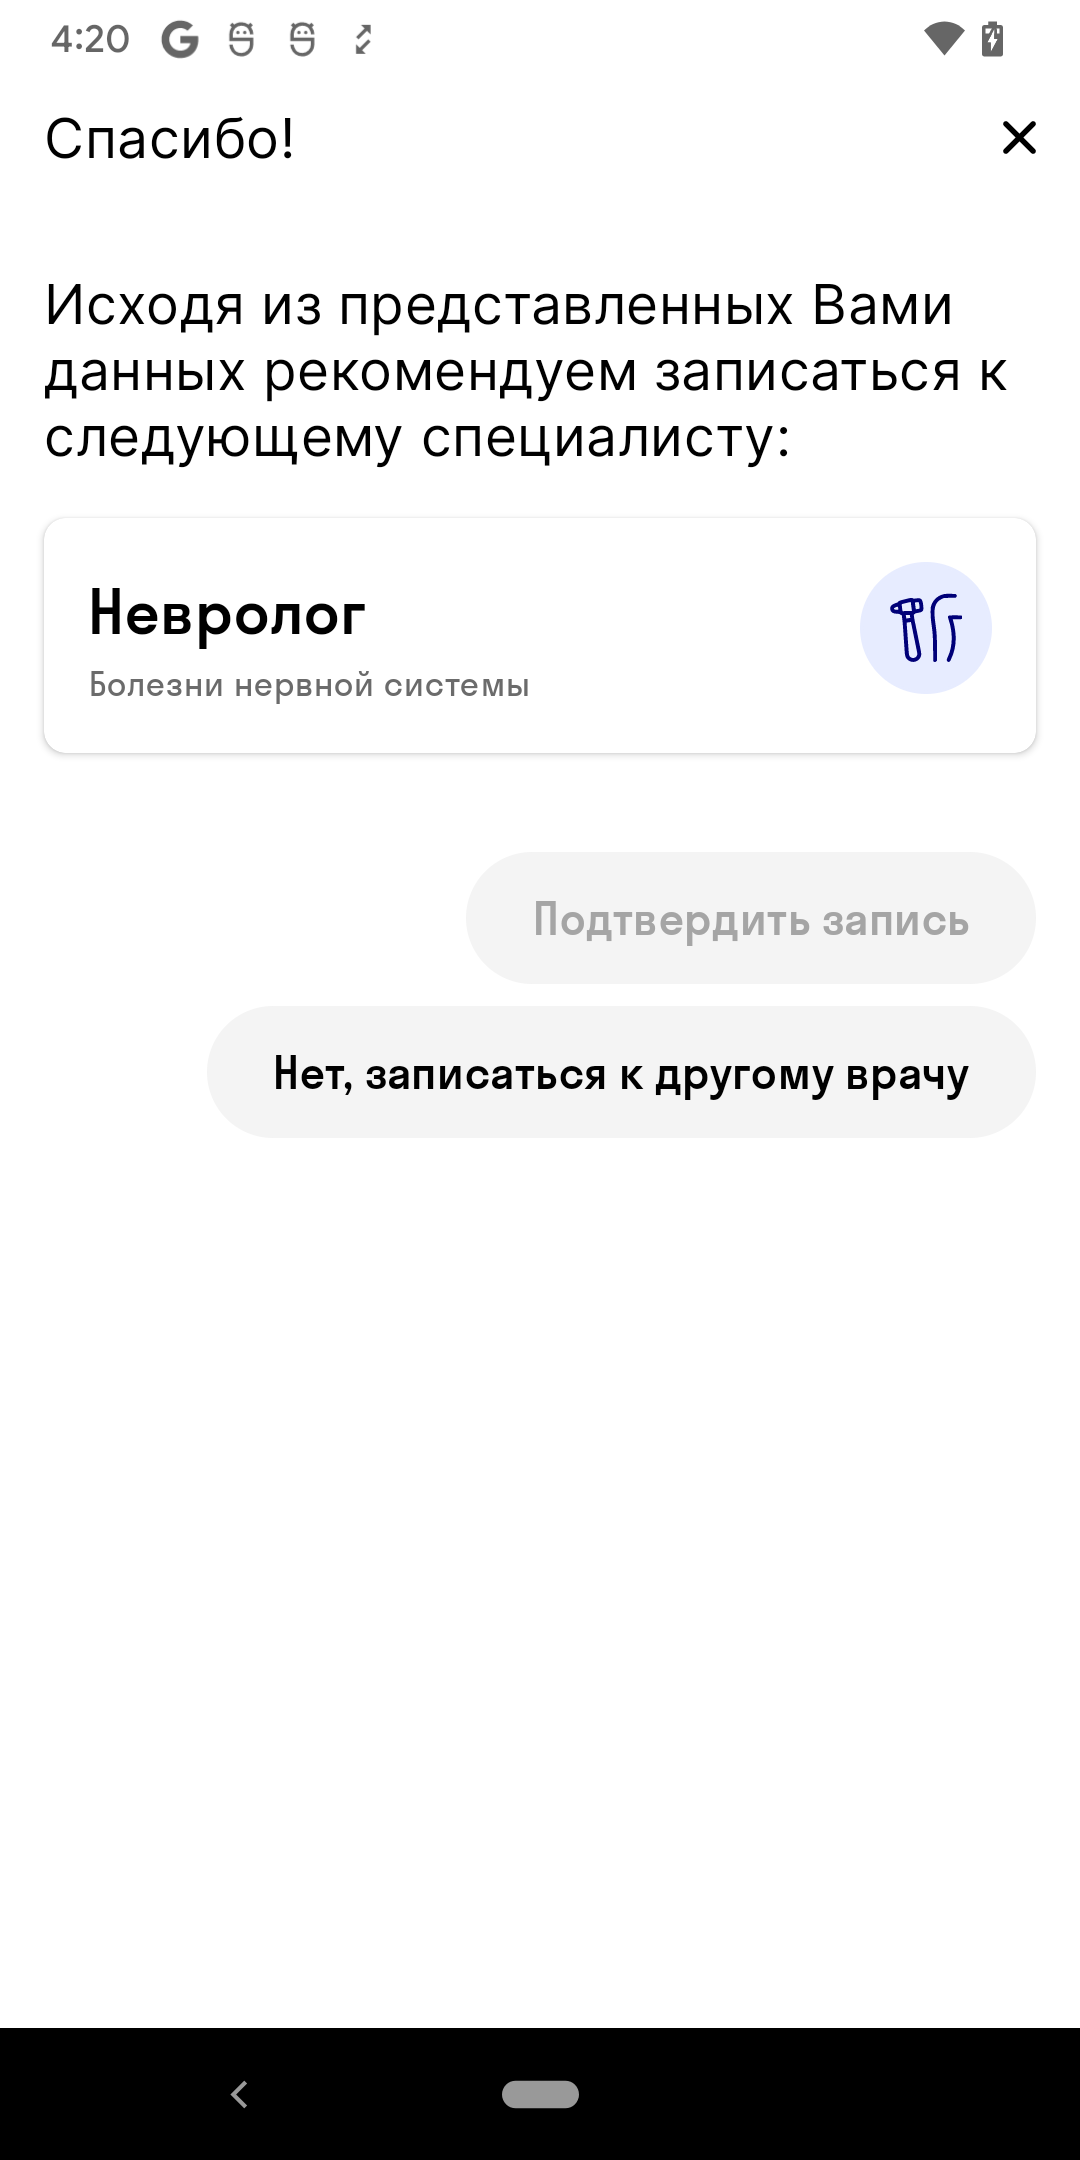 4:20
Спасибо!
Исходя из представленных Вами
данных рекомендуем записаться к
следующему специалисту:
Невролог
Болезни нервной системы
Подтвердить запись
Нет, записаться к другому врачу